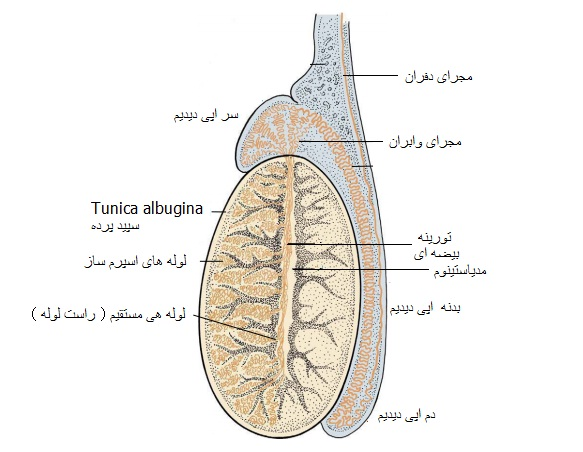 مجرای دفران
سر اپی دیدیم
مجرای وابران
Tunica albugina
سپید پرده
تورینه
بیضه ای
لوله های اسپرم ساز
مدیاستینوم
بدنه اپی دیدیم
لوله هی مستقیم ( راست لوله )
دم اپی دیدیم